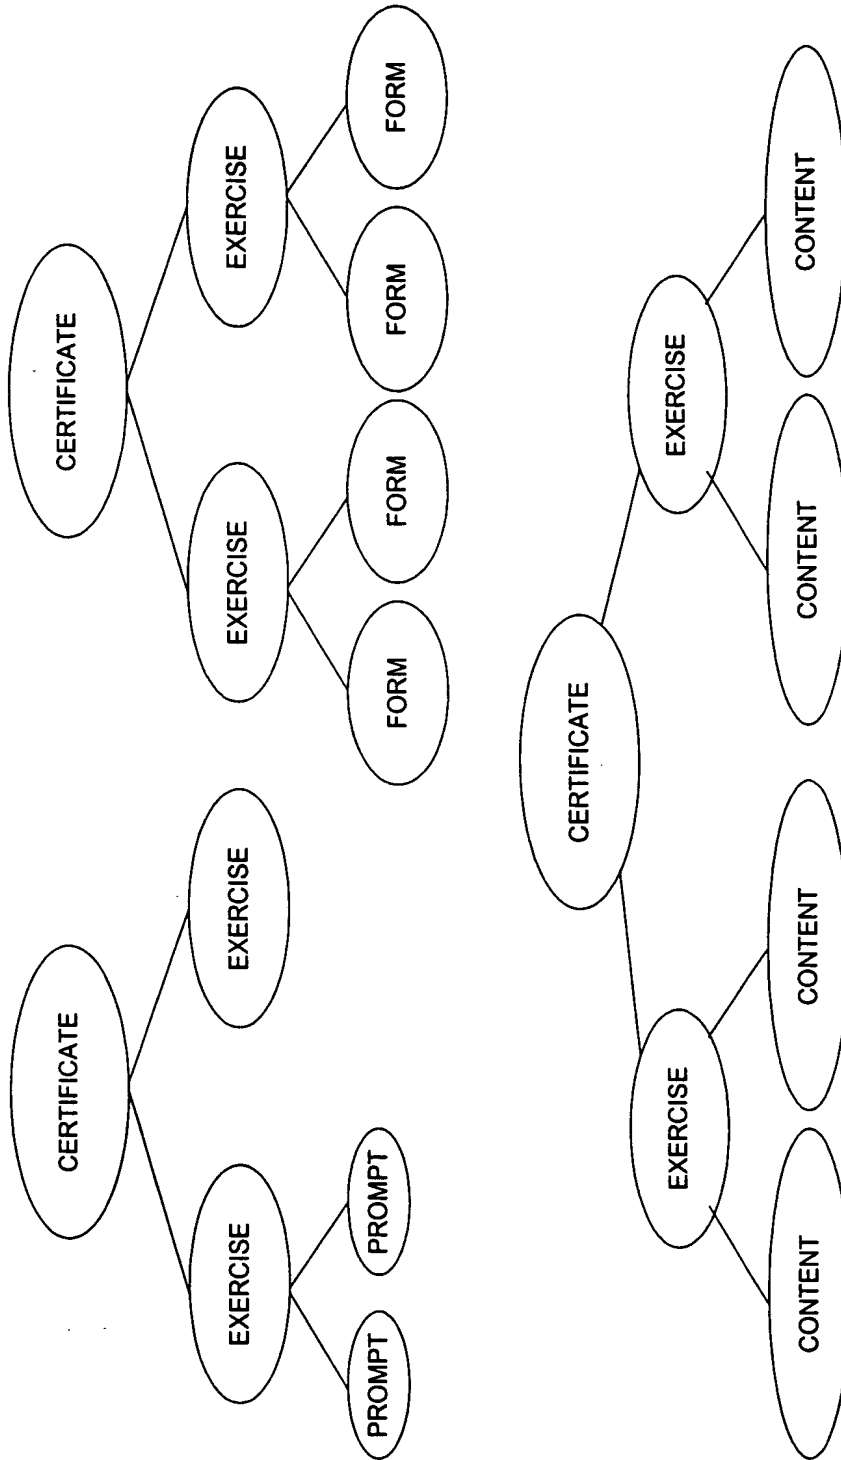 CERTIFICATE
CERTIFICATE
EXERCISE
EXERCISE
EXERCISE
EXERCISE
PROMPT
PROMPT
FORM
FORM
FORM
FORM
CERTIFICATE
EXERCISE
EXERCISE
CONTENT
CONTENT
CONTENT
CONTENT